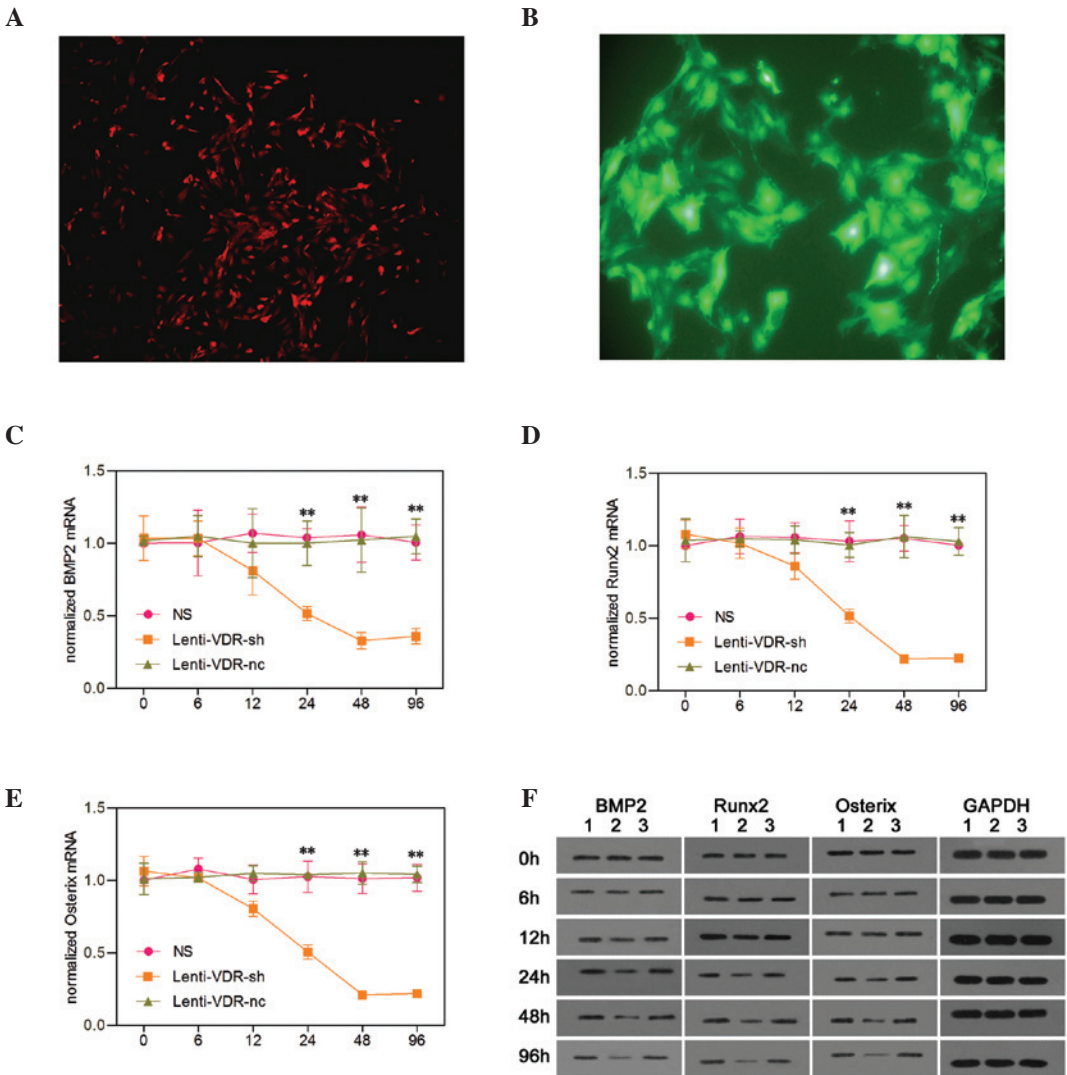 A
B
C
1.5
1.0
0.5
0.0
normalized BMP2 mRNA
** ** **
NS
Lenti-VDR-sh
Lenti-VDR-nc
0 6 12 24 48 96
D
1.5
1.0
0.5
0.0
normalized Runx2 mRNA
** ** **
NS
Lenti-VDR-sh
Lenti-VDR-nc
0 6 12 24 48 96
E
1.5
1.0
0.5
0.0
normalized Osterix mRNA
** ** **
NS
Lenti-VDR-sh
Lenti-VDR-nc
0 6 12 24 48 96
F
BMP2 Runx2 Osterix GAPDH
1 2 3 1 2 3 1 2 3 1 2 3
0h
6h
12h
24h
48h
96h